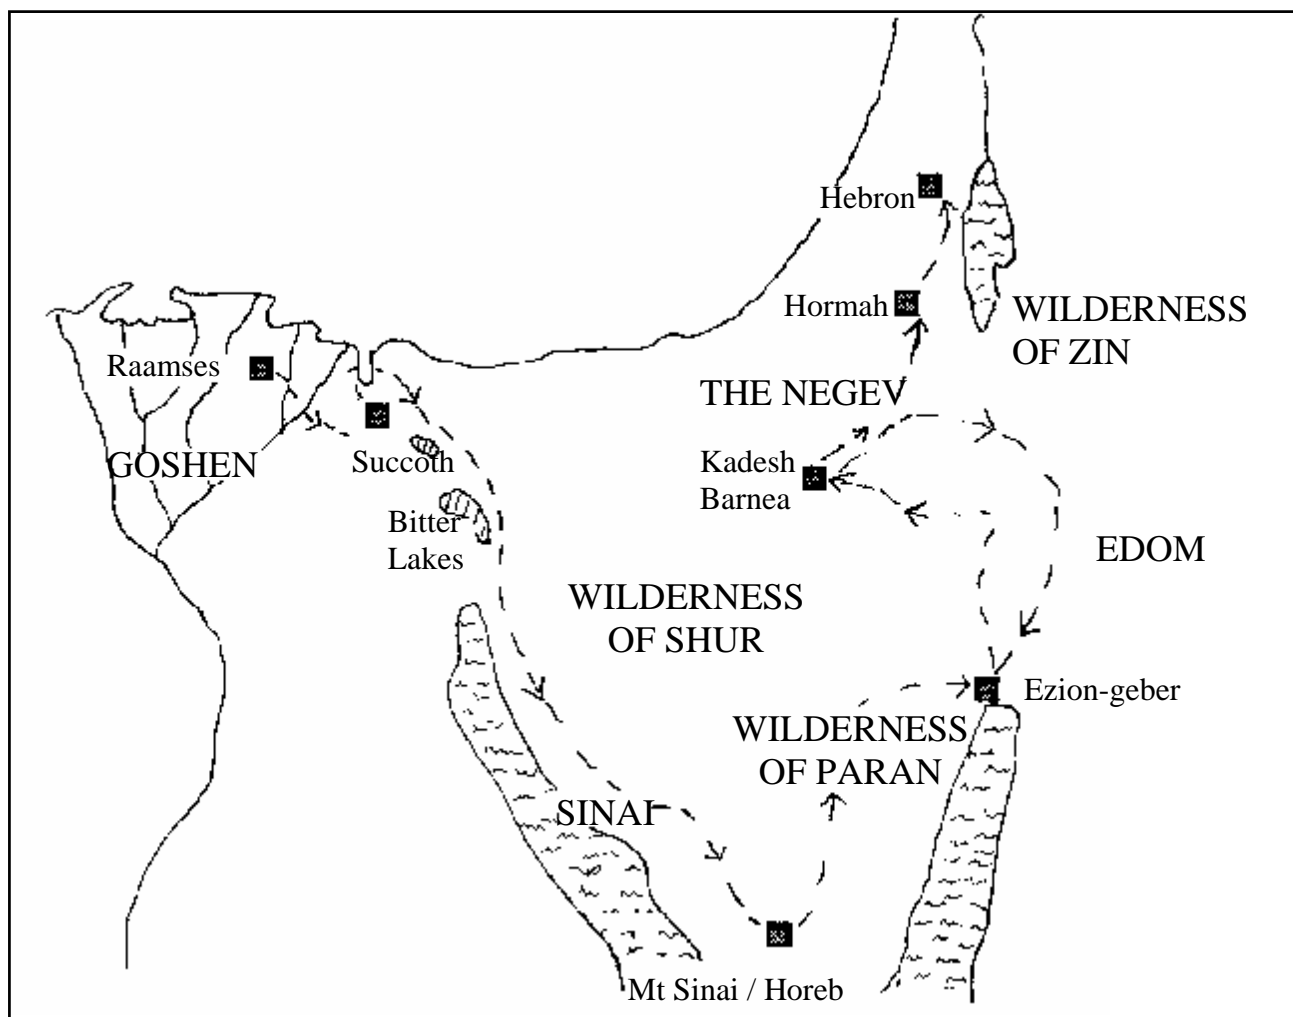 Hebron
Hormah
WILDERNESS
OF ZIN
Raamses
THE NEGEV
GOSHEN
Succoth
Kadesh
Barnea
Bitter
Lakes
EDOM
WILDERNESS
OF SHUR
Ezion-geber
WILDERNESS
OF PARAN
SINAI
Mt Sinai / Horeb